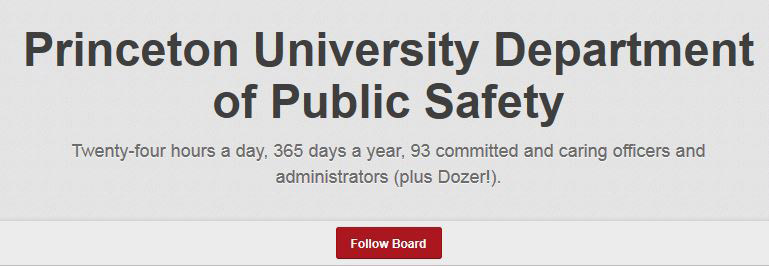 Princeton University Department
of Public Safety
Twenty-four hours a day, 365 days a year, 93 committed and caring officers and
administrators (plus Dozer!).
Follow Board